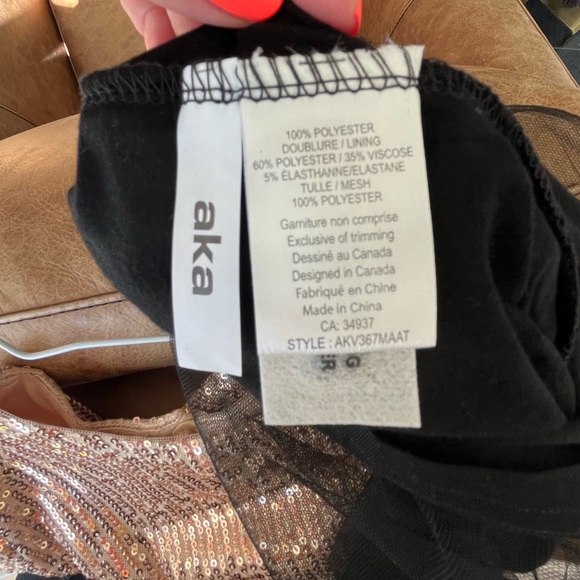 aka
100% POLYESTER
DOUBLURE / LINING
60% POLYESTER / 35% VISCOSE
5% ÉLASTHANNE/ELASTANE
TULLE / MESH
100% POLYESTER
Garniture non comprise
Exclusive of trimming
Dessiné au Canada
Designed in Canada
Fabriqué en Chine
Made in China
CA: 34937
STYLE : AKV367MAAT